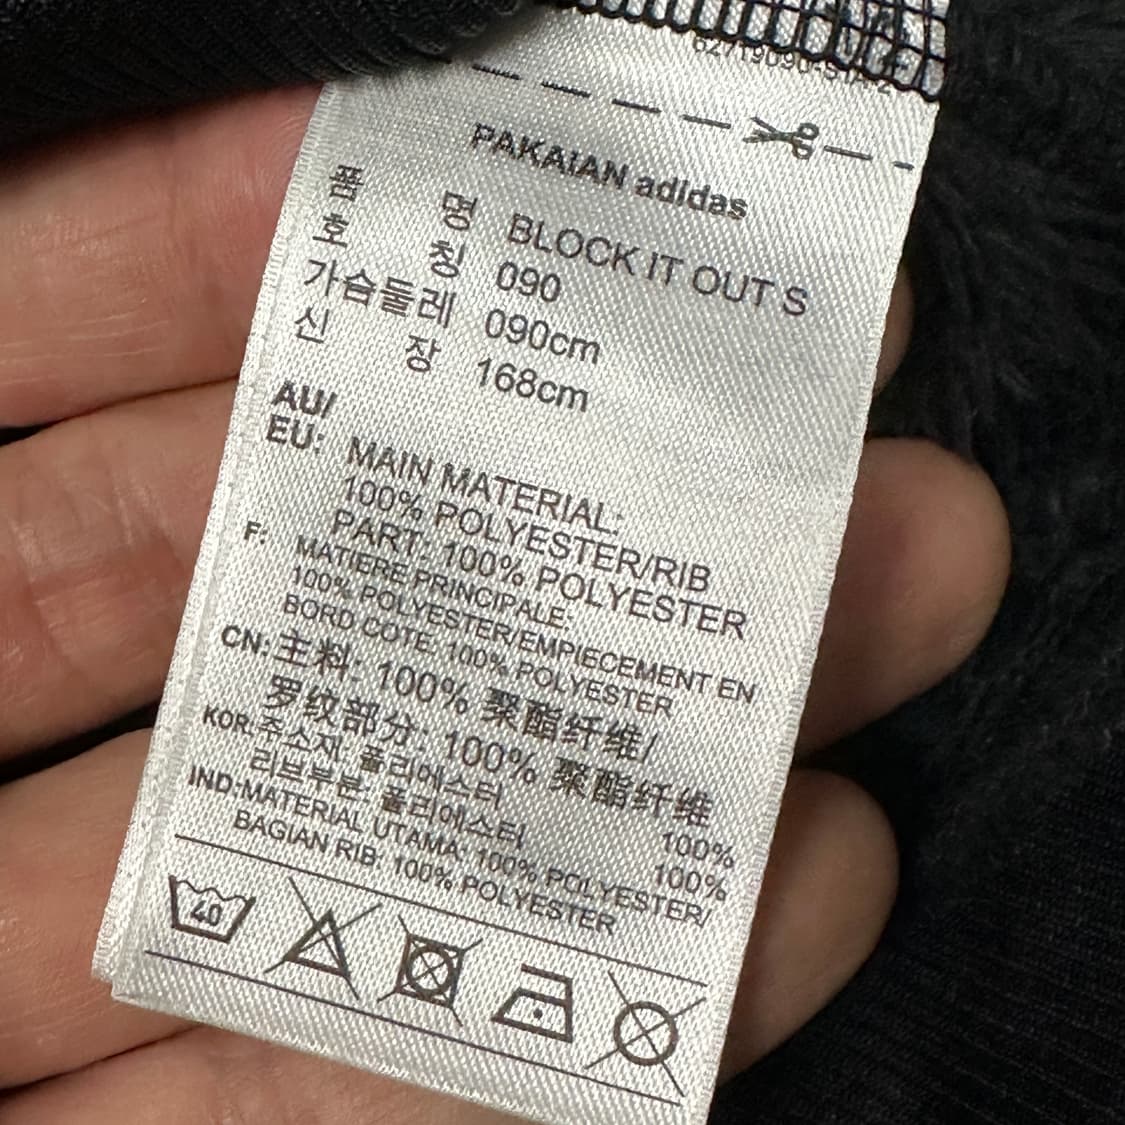 PAKAIAN adidas
품 명 BLOCK IT OUT S
호 칭 090
가슴둘레 090cm
신 장 168cm
AU/
EU: MAIN MATERIAL:
100% POLYESTER/RIB
PART: 100% POLYESTER
F: MATIERE PRINCIPALE:
100% POLYESTER/EMPIECEMENT EN
BORD COTE: 100% POLYESTER
CN: 主料: 100% 聚酯纤维/
罗纹部分: 100% 聚酯纤维
KOR: 주소재: 폴리에스터 100%
리브부분: 폴리에스터 100%
IND: MATERIAL UTAMA: 100% POLYESTER/
BAGIAN RIB: 100% POLYESTER
40